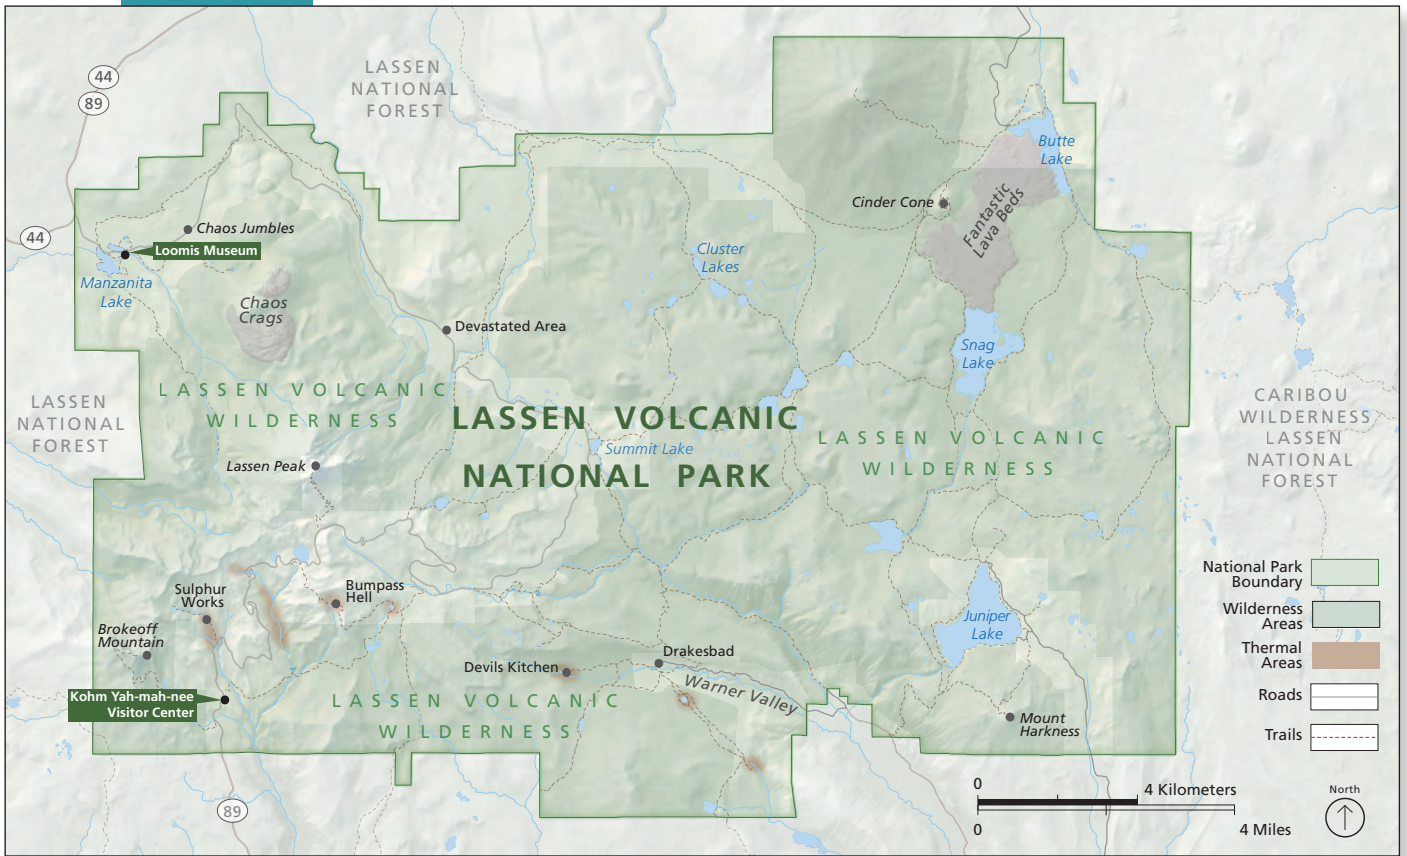 LASSEN
NATIONAL
FOREST
44
89
Butte
Lake
Cinder Cone
Fantastic
Lava Beds
Chaos Jumbles
44
Loomis Museum
Cluster
Lakes
Manzanita
Lake
Chaos
Crags
Devastated Area
Snag
Lake
LASSEN VOLCANIC
WILDERNESS
LASSEN
NATIONAL
FOREST
LASSEN VOLCANIC
NATIONAL PARK
Summit Lake
LASSEN VOLCANIC
WILDERNESS
CARIBOU
WILDERNESS
LASSEN
NATIONAL
FOREST
Lassen Peak
Sulphur
Works
Bumpass
Hell
Brokeoff
Mountain
Juniper
Lake
Drakesbad
Devils Kitchen
Warner Valley
Kohm Yah-mah-nee
Visitor Center
LASSEN VOLCANIC
WILDERNESS
Mount
Harkness
89
National Park
Boundary
Wilderness
Areas
Thermal
Areas
Roads
Trails
0
4 Kilometers
0
4 Miles
North